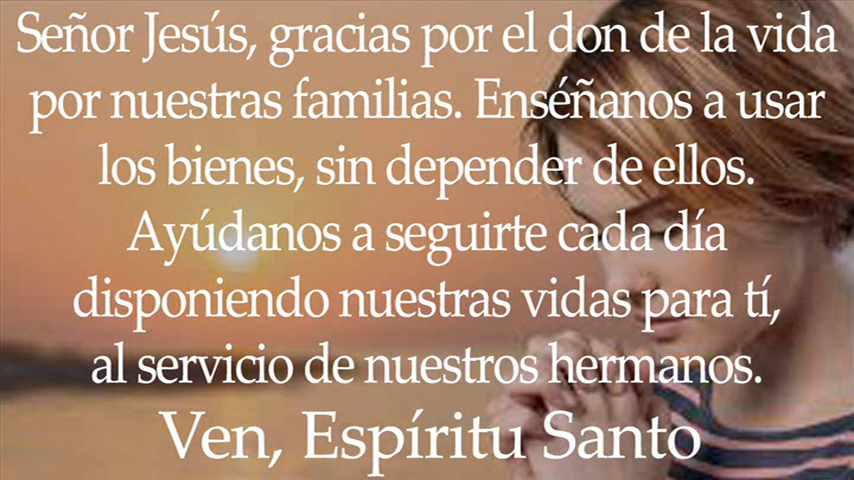 Señor Jesús, gracias por el don de la vida
por nuestras familias. Enséñanos a usar
los bienes, sin depender de ellos.
Ayúdanos a seguirte cada día
disponiendo nuestras vidas para tí,
al servicio de nuestros hermanos.
Ven, Espíritu Santo